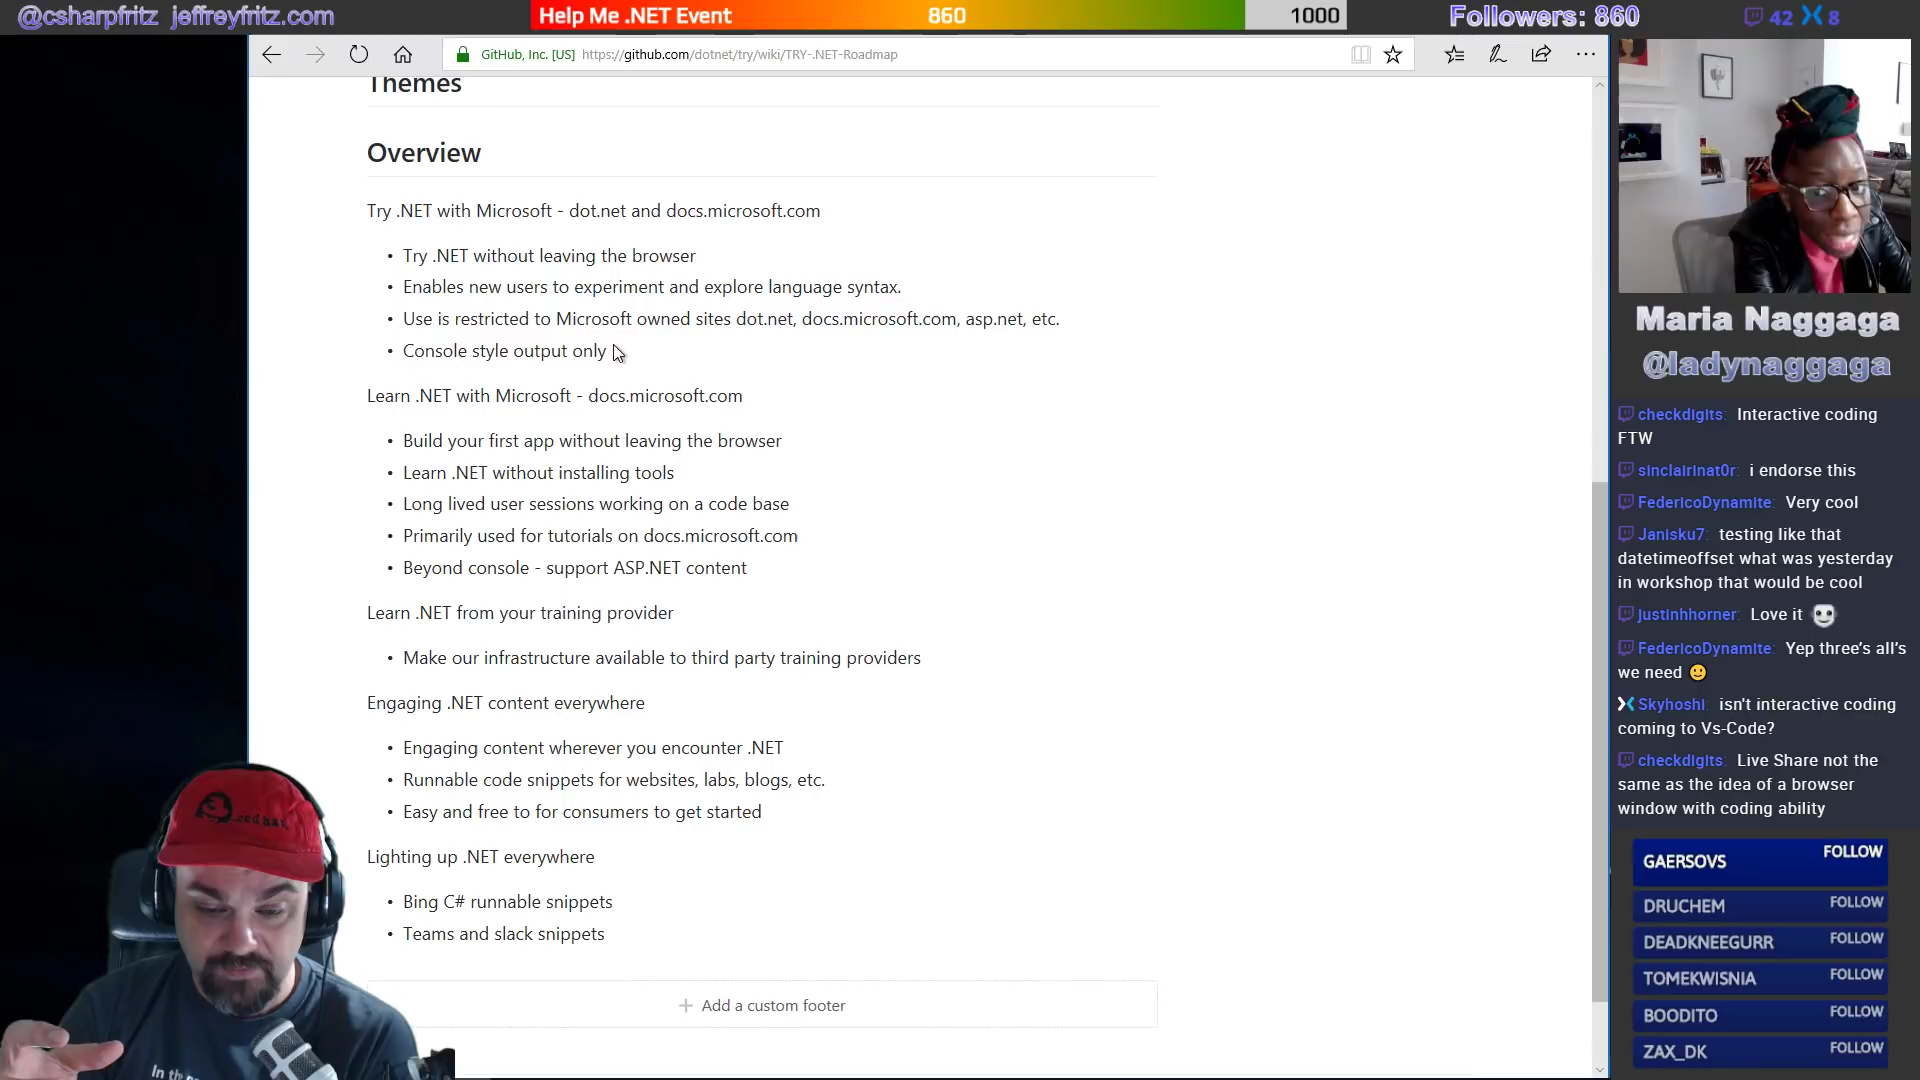 @csharpfritz jeffreyfritz.com
Help Me .NET Event
860
1000
Followers: 860
42
8
GitHub, Inc. [US]
https://github.com/dotnet/try/wiki/TRY-.NET-Roadmap
Themes
Overview
Try .NET with Microsoft - dot.net and docs.microsoft.com
• Try .NET without leaving the browser
• Enables new users to experiment and explore language syntax.
• Use is restricted to Microsoft owned sites dot.net, docs.microsoft.com, asp.net, etc.
• Console style output only
Learn .NET with Microsoft - docs.microsoft.com
• Build your first app without leaving the browser
• Learn .NET without installing tools
• Long lived user sessions working on a code base
• Primarily used for tutorials on docs.microsoft.com
• Beyond console - support ASP.NET content
Learn .NET from your training provider
• Make our infrastructure available to third party training providers
Engaging .NET content everywhere
• Engaging content wherever you encounter .NET
• Runnable code snippets for websites, labs, blogs, etc.
• Easy and free to for consumers to get started
Lighting up .NET everywhere
• Bing C# runnable snippets
• Teams and slack snippets
Add a custom footer
Maria Naggaga
@ladynaggaga
checkdigits: Interactive coding
FTW
sinclairinat0r: i endorse this
FedericoDynamite: Very cool
Janisku7: testing like that
datetimeoffset what was yesterday
in workshop that would be cool
justinhhorner: Love it
FedericoDynamite: Yep three's all's
we need
Skyhoshi: isn't interactive coding
coming to Vs-Code?
checkdigits: Live Share not the
same as the idea of a browser
window with coding ability
GAERSOVS FOLLOW
DRUCHEM FOLLOW
DEADKNEEGURR FOLLOW
TOMEKWISNIA FOLLOW
BOODITO FOLLOW
ZAX_DK FOLLOW
In the